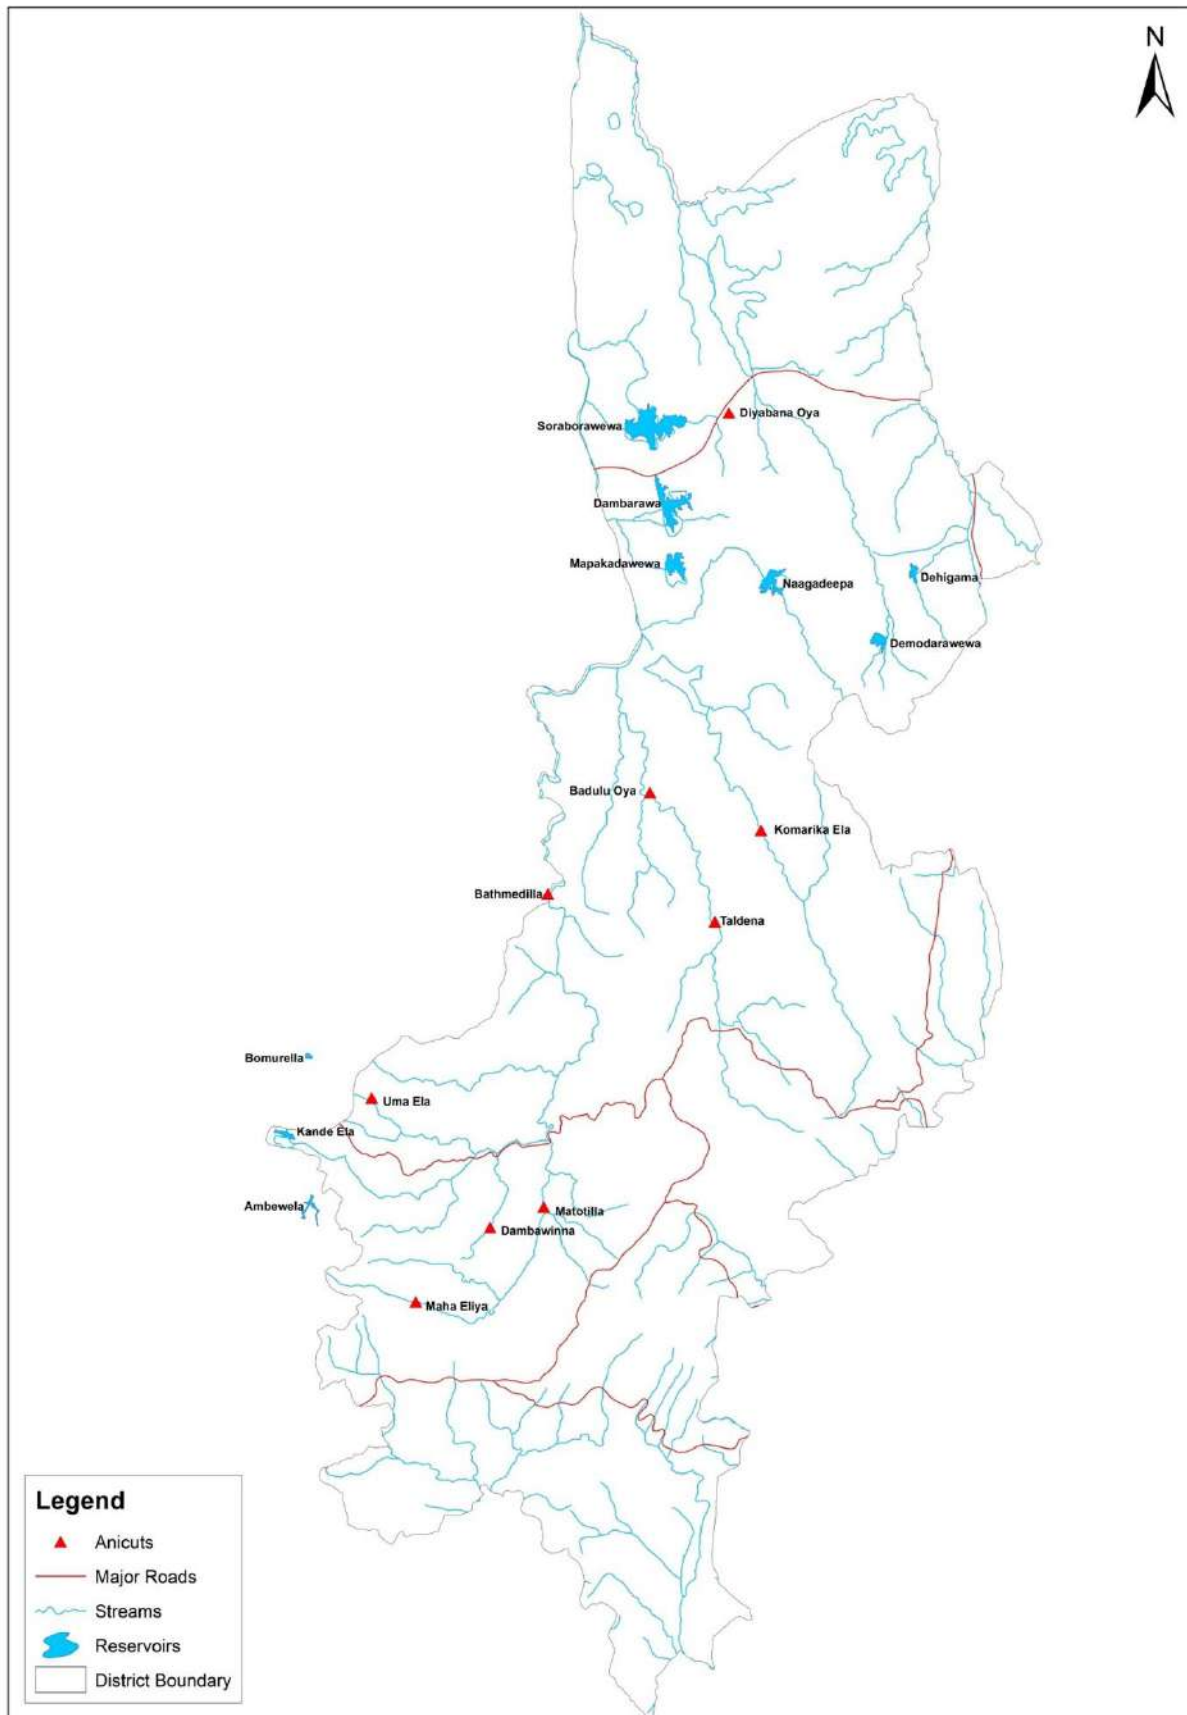 N
Diyabana Oya
Soraborawewa
Dambarawa
Mapakadawewa
Naagadeepa
Dehigama
Demodarawewa
Badulu Oya
Komarika Ela
Bathmedilla
Taldena
Bomurella
Uma Ela
Kande Ela
Ambewela
Matotilla
Dambawinna
Maha Eliya
Legend
Anicuts
Major Roads
Streams
Reservoirs
District Boundary